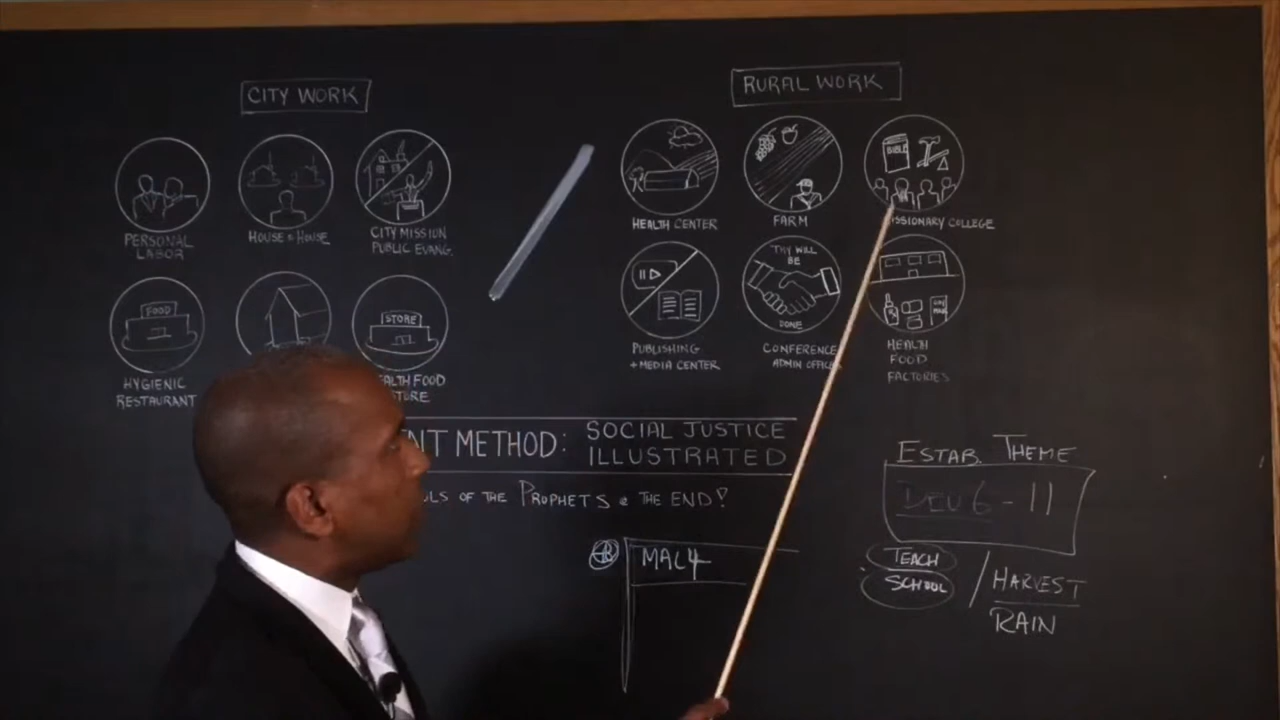 CITY WORK
RURAL WORK
PERSONAL
LABOR
HOUSE 2 HOUSE
CITY MISSION
PUBLIC EVANG.
BIBLE
HEALTH CENTER
FARM
ISSIONARY COLLEGE
FOOD
STORE
HYGIENIC
RESTAURANT
EALTH FOOD
TORE
THY WILL
BE
DONE
PUBLISHING
+ MEDIA CENTER
CONFERENCE
ADMIN OFFICE
HEALTH
FOOD
FACTORIES
ENT METHOD:
SOCIAL JUSTICE
ILLUSTRATED
OLS OF THE PROPHETS & THE END!
MAL 4
ESTAB. THEME
DEU 6 - 11
TEACH
SCHOOL
/ HARVEST
RAIN